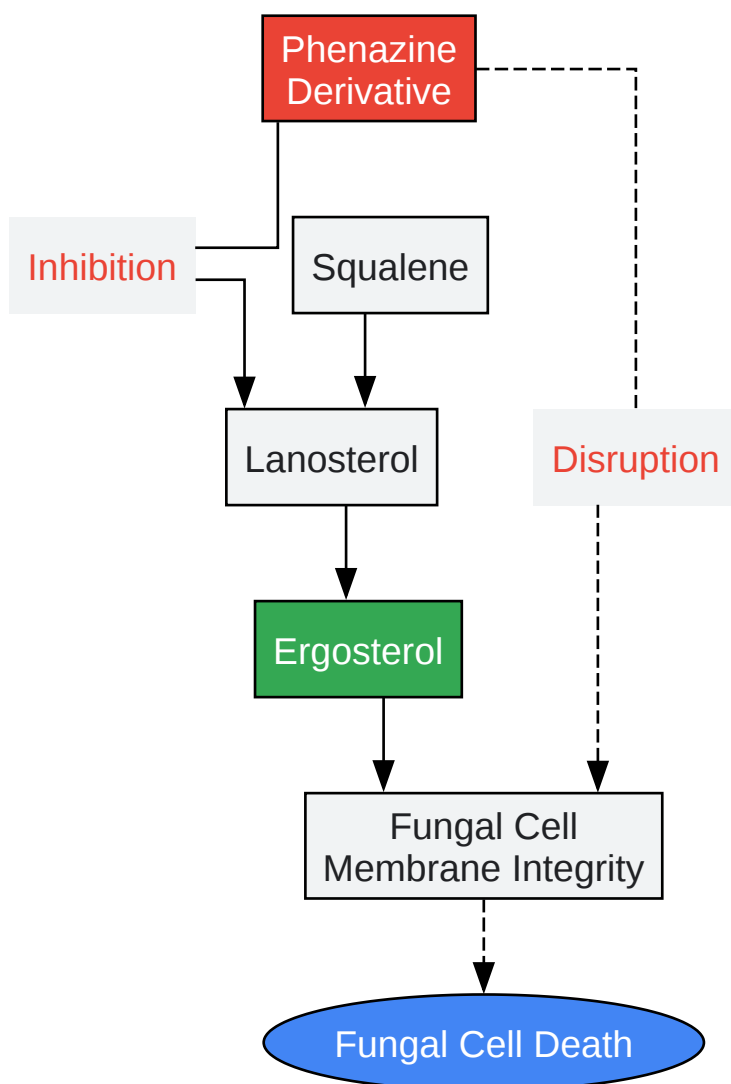 Phenazine
Derivative
Inhibition
Squalene
Lanosterol
Disruption
Ergosterol
Fungal Cell
Membrane Integrity
Fungal Cell Death